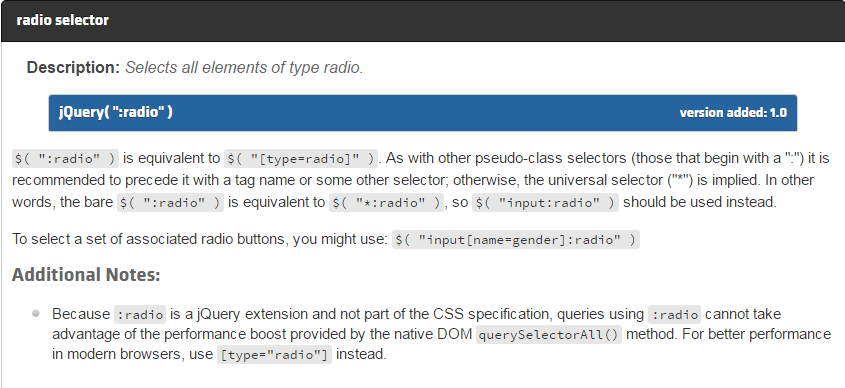 radio selector
Description: Selects all elements of type radio.
jQuery( ":radio" ) version added: 1.0
$( ":radio" ) is equivalent to $( "[type=radio]" ). As with other pseudo-class selectors (those that begin with a ":") it is
recommended to precede it with a tag name or some other selector; otherwise, the universal selector ("*") is implied. In other
words, the bare $( ":radio" ) is equivalent to $( "*:radio" ), so $( "input:radio" ) should be used instead.
To select a set of associated radio buttons, you might use: $( "input[name=gender]:radio" )
Additional Notes:
Because :radio is a jQuery extension and not part of the CSS specification, queries using :radio cannot take
advantage of the performance boost provided by the native DOM querySelectorAll() method. For better performance
in modern browsers, use [type="radio"] instead.